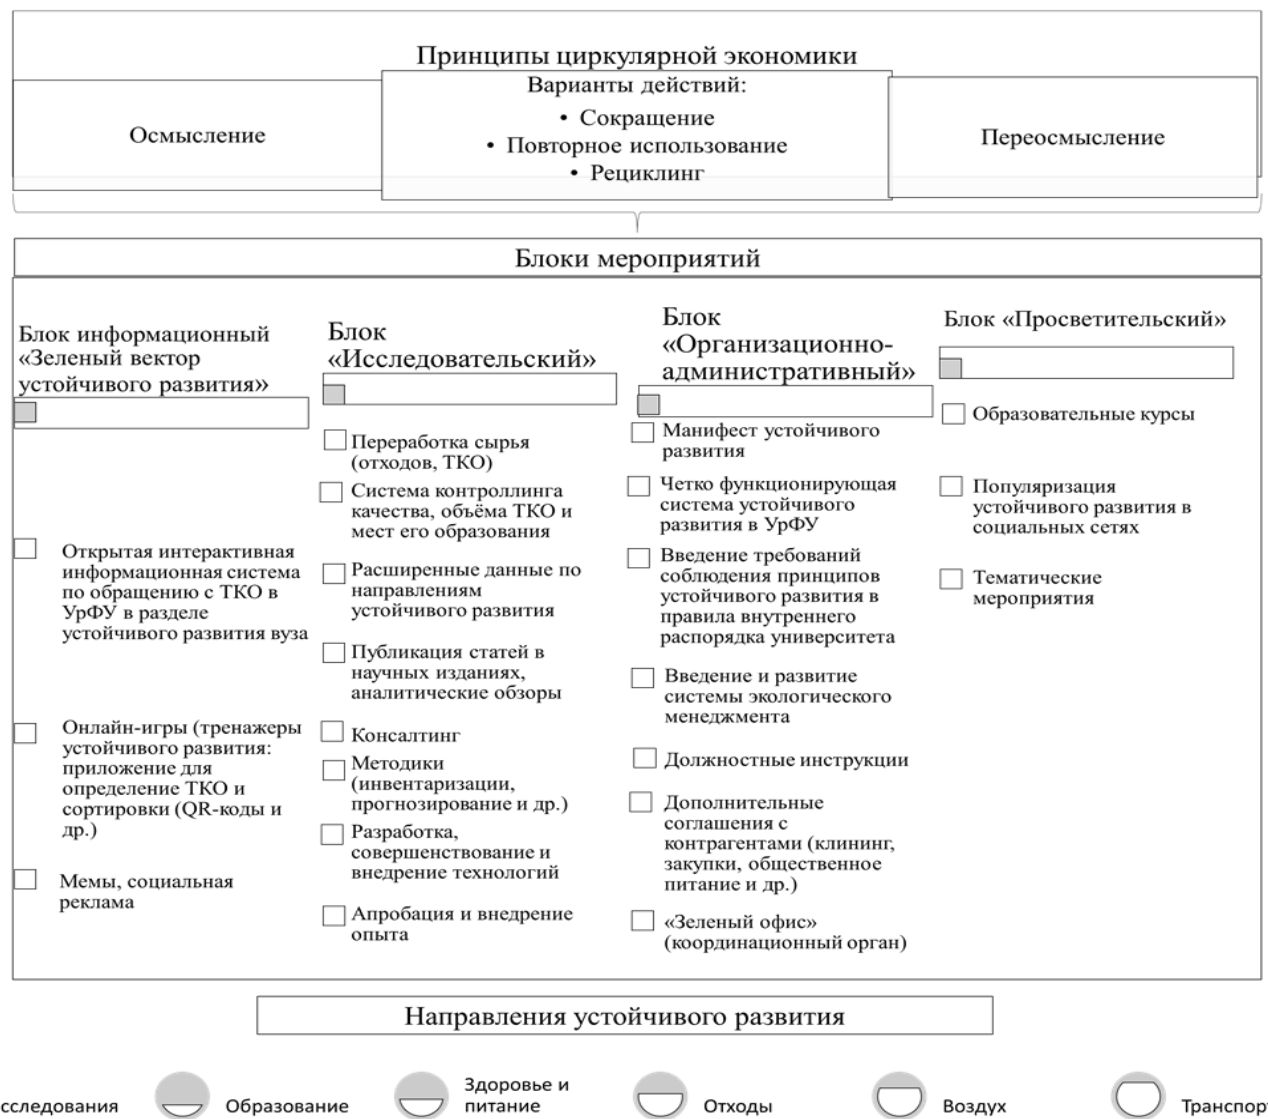 Принципы циркулярной экономики
Осмысление
Варианты действий:
• Сокращение
• Повторное использование
• Рециклинг
Переосмысление
Блоки мероприятий
Блок информационный
«Зеленый вектор
устойчивого развития»
Открытая интерактивная
информационная система
по обращению с ТКО в
УрФУ в разделе
устойчивого развития вуза
Онлайн-игры (тренажеры
устойчивого развития:
приложение для
определение ТКО и
сортировки (QR-коды и
др.)
Мемы, социальная
реклама
Блок
«Исследовательский»
Переработка сырья
(отходов, ТКО)
Система контроллинга
качества, объёма ТКО и
мест его образования
Расширенные данные по
направлениям
устойчивого развития
Публикация статей в
научных изданиях,
аналитические обзоры
Консалтинг
Методики
(инвентаризации,
прогнозирование и др.)
Разработка,
совершенствование и
внедрение технологий
Апробация и внедрение
опыта
Блок
«Организационно-
административный»
Манифест устойчивого
развития
Четко функционирующая
система устойчивого
развития в УрФУ
Введение требований
соблюдения принципов
устойчивого развития в
правила внутреннего
распорядка университета
Введение и развитие
системы экологического
менеджмента
Должностные инструкции
Дополнительные
соглашения с
контрагентами (клининг,
закупки, общественное
питание и др.)
«Зеленый офис»
(координационный орган)
Блок «Просветительский»
Образовательные курсы
Популяризация
устойчивого развития в
социальных сетях
Тематические
мероприятия
Направления устойчивого развития
сследования
Образование
Здоровье и
питание
Отходы
Воздух
Транспор